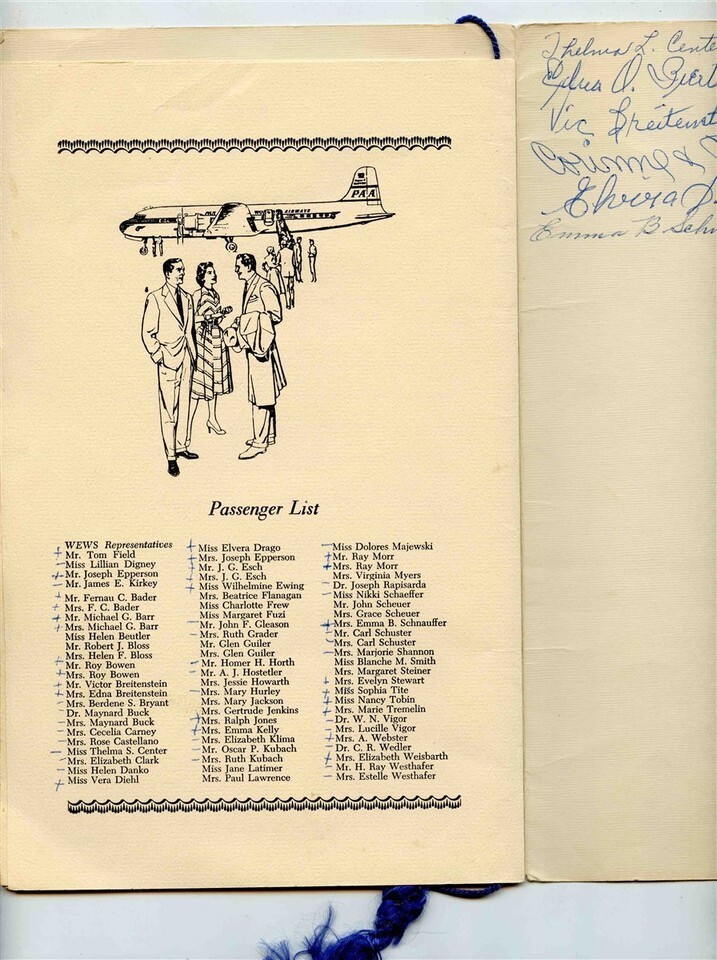 PAA
AIRWAYS
Passenger List
WEWS Representatives
Mr. Tom Field
Miss Lillian Digney
Mr. Joseph Epperson
Mr. James E. Kirkey
Mr. Fernau C. Bader
Mrs. F. C. Bader
Mr. Michael G. Barr
Mrs. Michael G. Barr
Miss Helen Beutler
Mr. Robert J. Bloss
Mrs. Helen F. Bloss
Mr. Roy Bowen
Mrs. Roy Bowen
Mr. Victor Breitenstein
Mrs. Edna Breitenstein
Mrs. Berdene S. Bryant
Dr. Maynard Buck
Mrs. Maynard Buck
Mrs. Cecelia Carney
Mrs. Rose Castellano
Miss Thelma S. Center
Mrs. Elizabeth Clark
Miss Helen Danko
Miss Vera Diehl
Miss Elvera Drago
Mrs. Joseph Epperson
Mr. J. G. Esch
Mrs. J. G. Esch
Miss Wilhelmine Ewing
Mrs. Beatrice Flanagan
Miss Charlotte Frew
Miss Margaret Fuzi
Mr. John F. Gleason
Mrs. Ruth Grader
Mr. Glen Guiler
Mrs. Glen Guiler
Mr. Homer H. Horth
Mr. A. J. Hostetler
Mrs. Jessie Howarth
Mrs. Mary Hurley
Mrs. Mary Jackson
Mrs. Gertrude Jenkins
Mrs. Ralph Jones
Mrs. Emma Kelly
Mrs. Elizabeth Klima
Mr. Oscar P. Kubach
Mrs. Ruth Kubach
Miss Jane Latimer
Mrs. Paul Lawrence
Miss Dolores Majewski
Mr. Ray Morr
Mrs. Ray Morr
Mrs. Virginia Myers
Dr. Joseph Rapisarda
Miss Nikki Schaeffer
Mr. John Scheuer
Mrs. Grace Scheuer
Mrs. Emma B. Schnauffer
Mr. Carl Schuster
Mrs. Carl Schuster
Mrs. Marjorie Shannon
Miss Blanche M. Smith
Mrs. Margaret Steiner
Mrs. Evelyn Stewart
Miss Sophia Tite
Miss Nancy Tobin
Mrs. Marie Tremelin
Dr. W. N. Vigor
Mrs. Lucille Vigor
Mrs. A. Webster
Dr. C. R. Wedler
Mrs. Elizabeth Weisbarth
Mr. H. Ray Westhafer
Mrs. Estelle Westhafer
Thelma L. Cente
Edna O. Breit
Vic Breitenst
Elvira D.
Emma B Schn